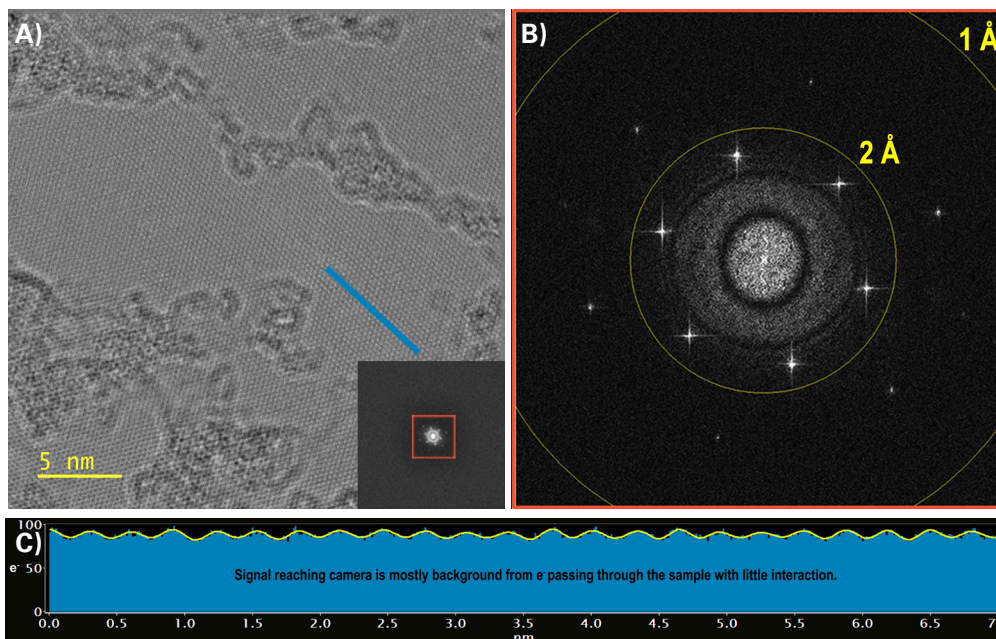 A)
B)
1 Å
2 Å
5 nm
C)
100
e- 50
0
Signal reaching camera is mostly background from e- passing through the sample with little interaction.
0.0 0.5 1.0 1.5 2.0 2.5 3.0 3.5 4.0 4.5 5.0 5.5 6.0 6.5
nm